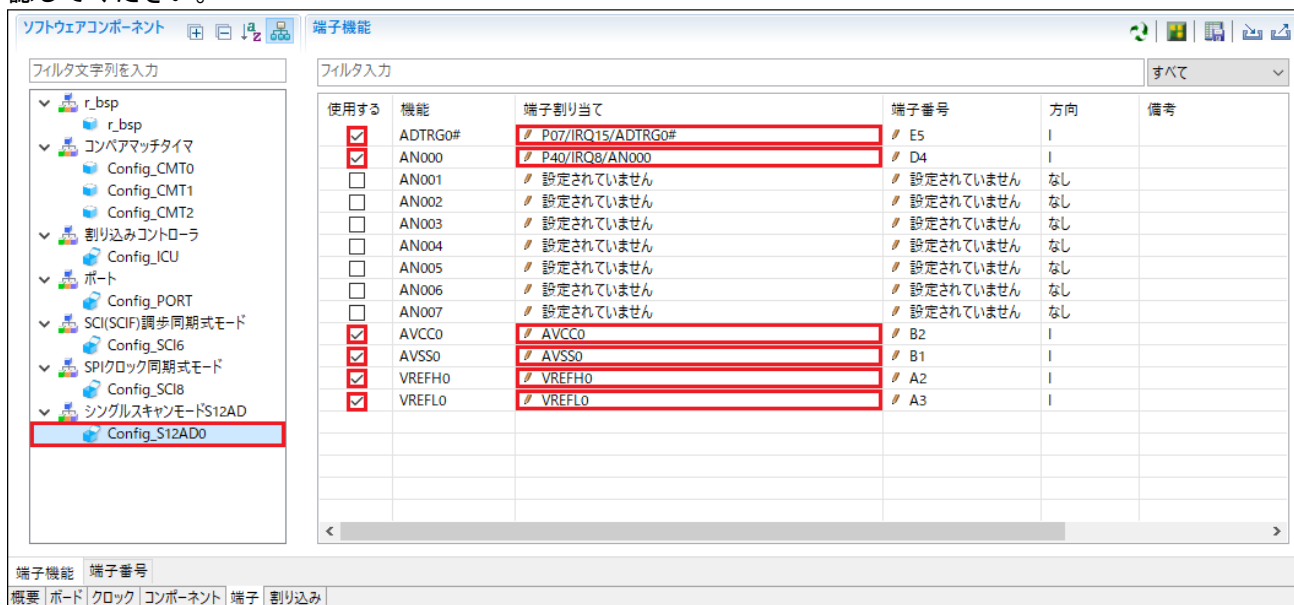 認してください。
ソフトウェアコンポーネント
端子機能
フィルタ文字列を入力
フィルタ入力
すべて
r_bsp
r_bsp
コンペアマッチタイマ
Config_CMT0
Config_CMT1
Config_CMT2
割り込みコントローラ
Config_ICU
ポート
Config_PORT
SCI(SCIF)調歩同期式モード
Config_SCI6
SPIクロック同期式モード
Config_SCI8
シングルスキャンモードS12AD
Config_S12AD0
使用する 機能 端子割り当て 端子番号 方向 備考
ADTRG0# P07/IRQ15/ADTRG0# E5 I
AN000 P40/IRQ8/AN000 D4 I
AN001 設定されていません 設定されていません なし
AN002 設定されていません 設定されていません なし
AN003 設定されていません 設定されていません なし
AN004 設定されていません 設定されていません なし
AN005 設定されていません 設定されていません なし
AN006 設定されていません 設定されていません なし
AN007 設定されていません 設定されていません なし
AVCC0 AVCC0 B2 I
AVSS0 AVSS0 B1 I
VREFH0 VREFH0 A2 I
VREFL0 VREFL0 A3 I
端子機能 端子番号
概要 ボード クロック コンポーネント 端子 割り込み